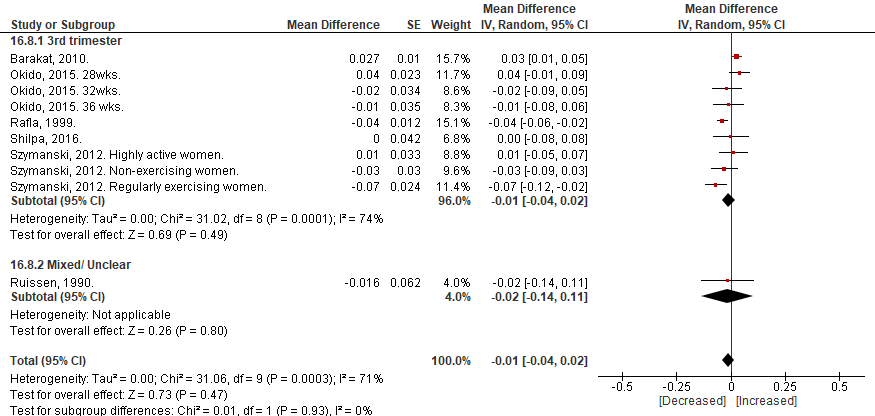 Mean Difference Mean Difference
Study or Subgroup Mean Difference SE Weight IV, Random, 95% CI IV, Random, 95% CI
16.8.1 3rd trimester
Barakat, 2010. 0.027 0.01 15.7% 0.03 [0.01, 0.05]
Okido, 2015. 28wks. 0.04 0.023 11.7% 0.04 [-0.01, 0.09]
Okido, 2015. 32wks. -0.02 0.034 8.6% -0.02 [-0.09, 0.05]
Okido, 2015. 36 wks. -0.01 0.035 8.3% -0.01 [-0.08, 0.06]
Rafla, 1999. -0.04 0.012 15.1% -0.04 [-0.06, -0.02]
Shilpa, 2016. 0 0.042 6.8% 0.00 [-0.08, 0.08]
Szymanski, 2012. Highly active women. 0.01 0.033 8.8% 0.01 [-0.05, 0.07]
Szymanski, 2012. Non-exercising women. -0.03 0.03 9.6% -0.03 [-0.09, 0.03]
Szymanski, 2012. Regularly exercising women. -0.07 0.024 11.4% -0.07 [-0.12, -0.02]
Subtotal (95% CI) 96.0% -0.01 [-0.04, 0.02]
Heterogeneity: Tau² = 0.00; Chi² = 31.02, df = 8 (P = 0.0001); I² = 74%
Test for overall effect: Z = 0.69 (P = 0.49)
16.8.2 Mixed/ Unclear
Ruissen, 1990. -0.016 0.062 4.0% -0.02 [-0.14, 0.11]
Subtotal (95% CI) 4.0% -0.02 [-0.14, 0.11]
Heterogeneity: Not applicable
Test for overall effect: Z = 0.26 (P = 0.80)
Total (95% CI) 100.0% -0.01 [-0.04, 0.02]
Heterogeneity: Tau² = 0.00; Chi² = 31.06, df = 9 (P = 0.0003); I² = 71%
Test for overall effect: Z = 0.73 (P = 0.47)
Test for subgroup differences: Chi² = 0.01, df = 1 (P = 0.93), I² = 0%
-0.5 -0.25 0 0.25 0.5
[Decreased] [Increased]